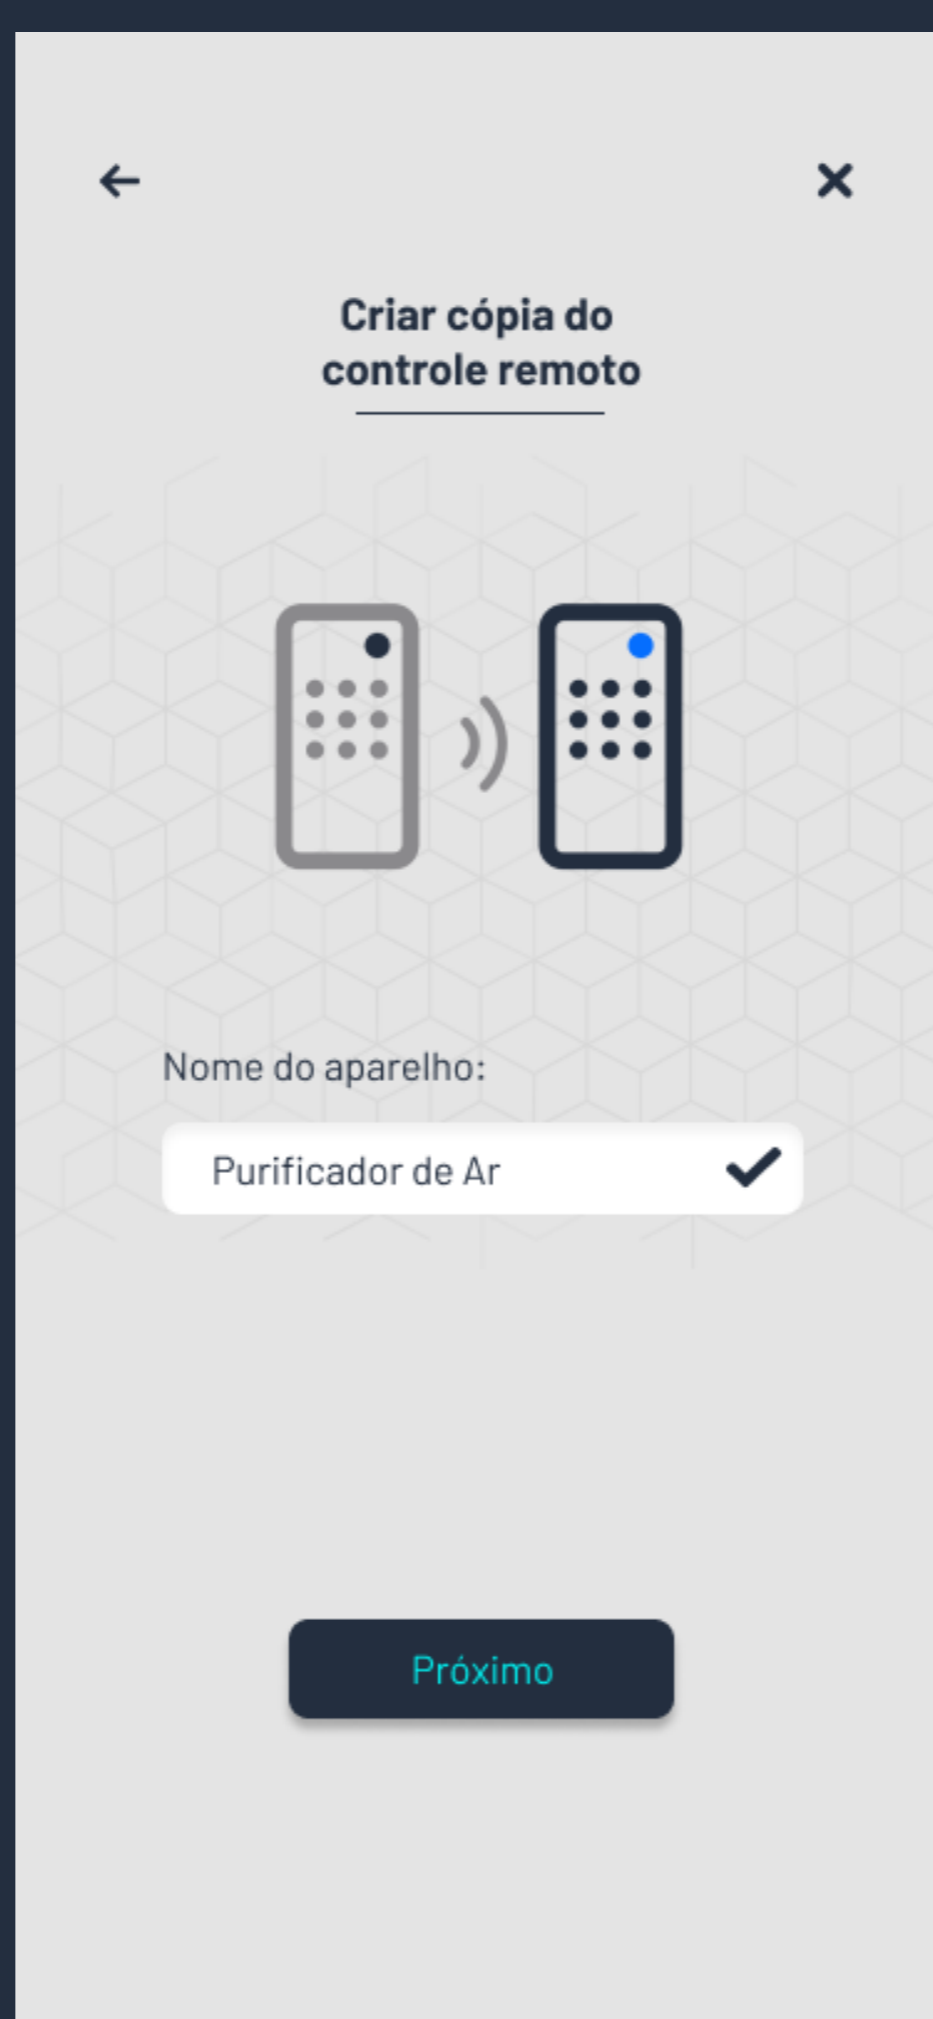 Criar cópia do
controle remoto
Nome do aparelho:
Purificador de Ar
Próximo